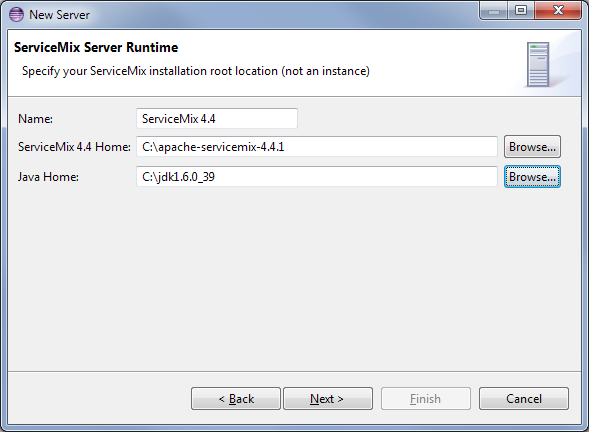 New Server
ServiceMix Server Runtime
Specify your ServiceMix installation root location (not an instance)
Name: ServiceMix 4.4
ServiceMix 4.4 Home: C:\apache-servicemix-4.4.1 Browse...
Java Home: C:\jdk1.6.0_39 Browse...
< Back Next > Finish Cancel